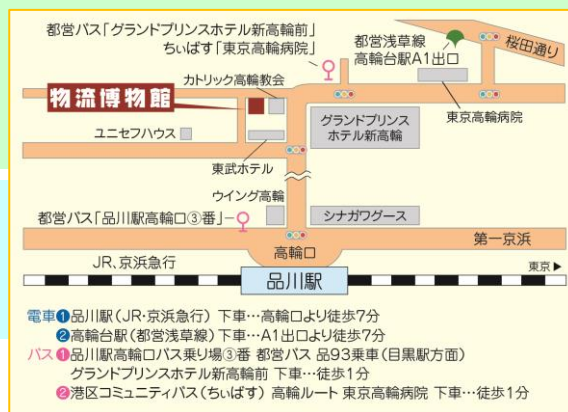 都営バス「グランドプリンスホテル新高輪前」
ちぃばす「東京高輪病院」
都営浅草線
高輪台駅A1出口
桜田通り
カトリック高輪教会
物流博物館
東京高輪病院
グランドプリンス
ホテル新高輪
ユニセフハウス
東武ホテル
ウイング高輪
都営バス「品川駅高輪口③番」
シナガワグース
第一京浜
高輪口
JR、京浜急行
東京▶
品川駅
電車❶品川駅(JR・京浜急行)下車…高輪口より徒歩7分
❷高輪台駅(都営浅草線)下車…A1出口より徒歩7分
バス❶品川駅高輪口バス乗り場③番 都営バス 品93乗車(目黒駅方面)
グランドプリンスホテル新高輪前 下車…徒歩1分
❷港区コミュニティバス(ちぃばす) 高輪ルート 東京高輪病院 下車…徒歩1分